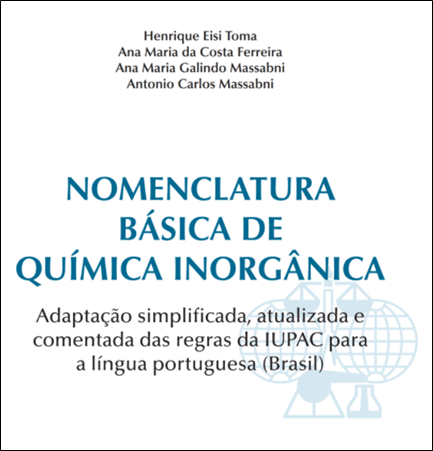 Henrique Eisi Toma
Ana Maria da Costa Ferreira
Ana Maria Galindo Massabni
Antonio Carlos Massabni
NOMENCLATURA
BÁSICA DE
QUÍMICA INORGÂNICA
Adaptação simplificada, atualizada e
comentada das regras da IUPAC para
a língua portuguesa (Brasil)